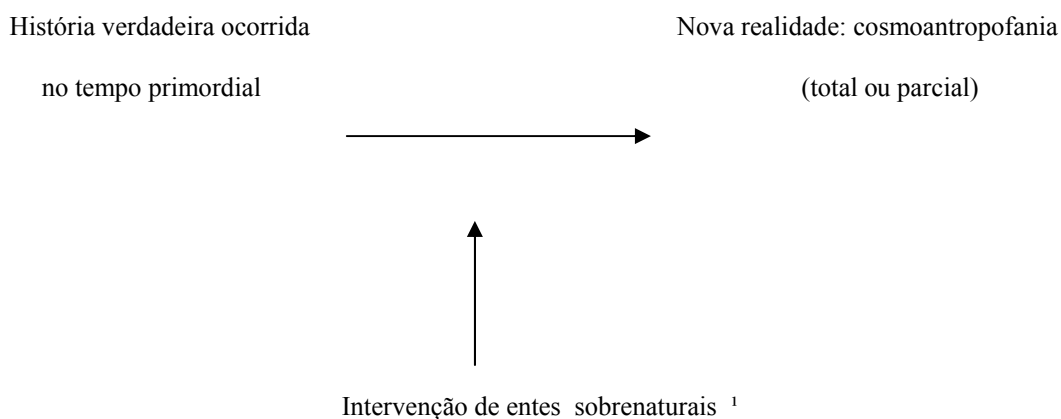 História verdadeira ocorrida
no tempo primordial
Nova realidade: cosmoantropofania
(total ou parcial)
Intervenção de entes sobrenaturais ¹